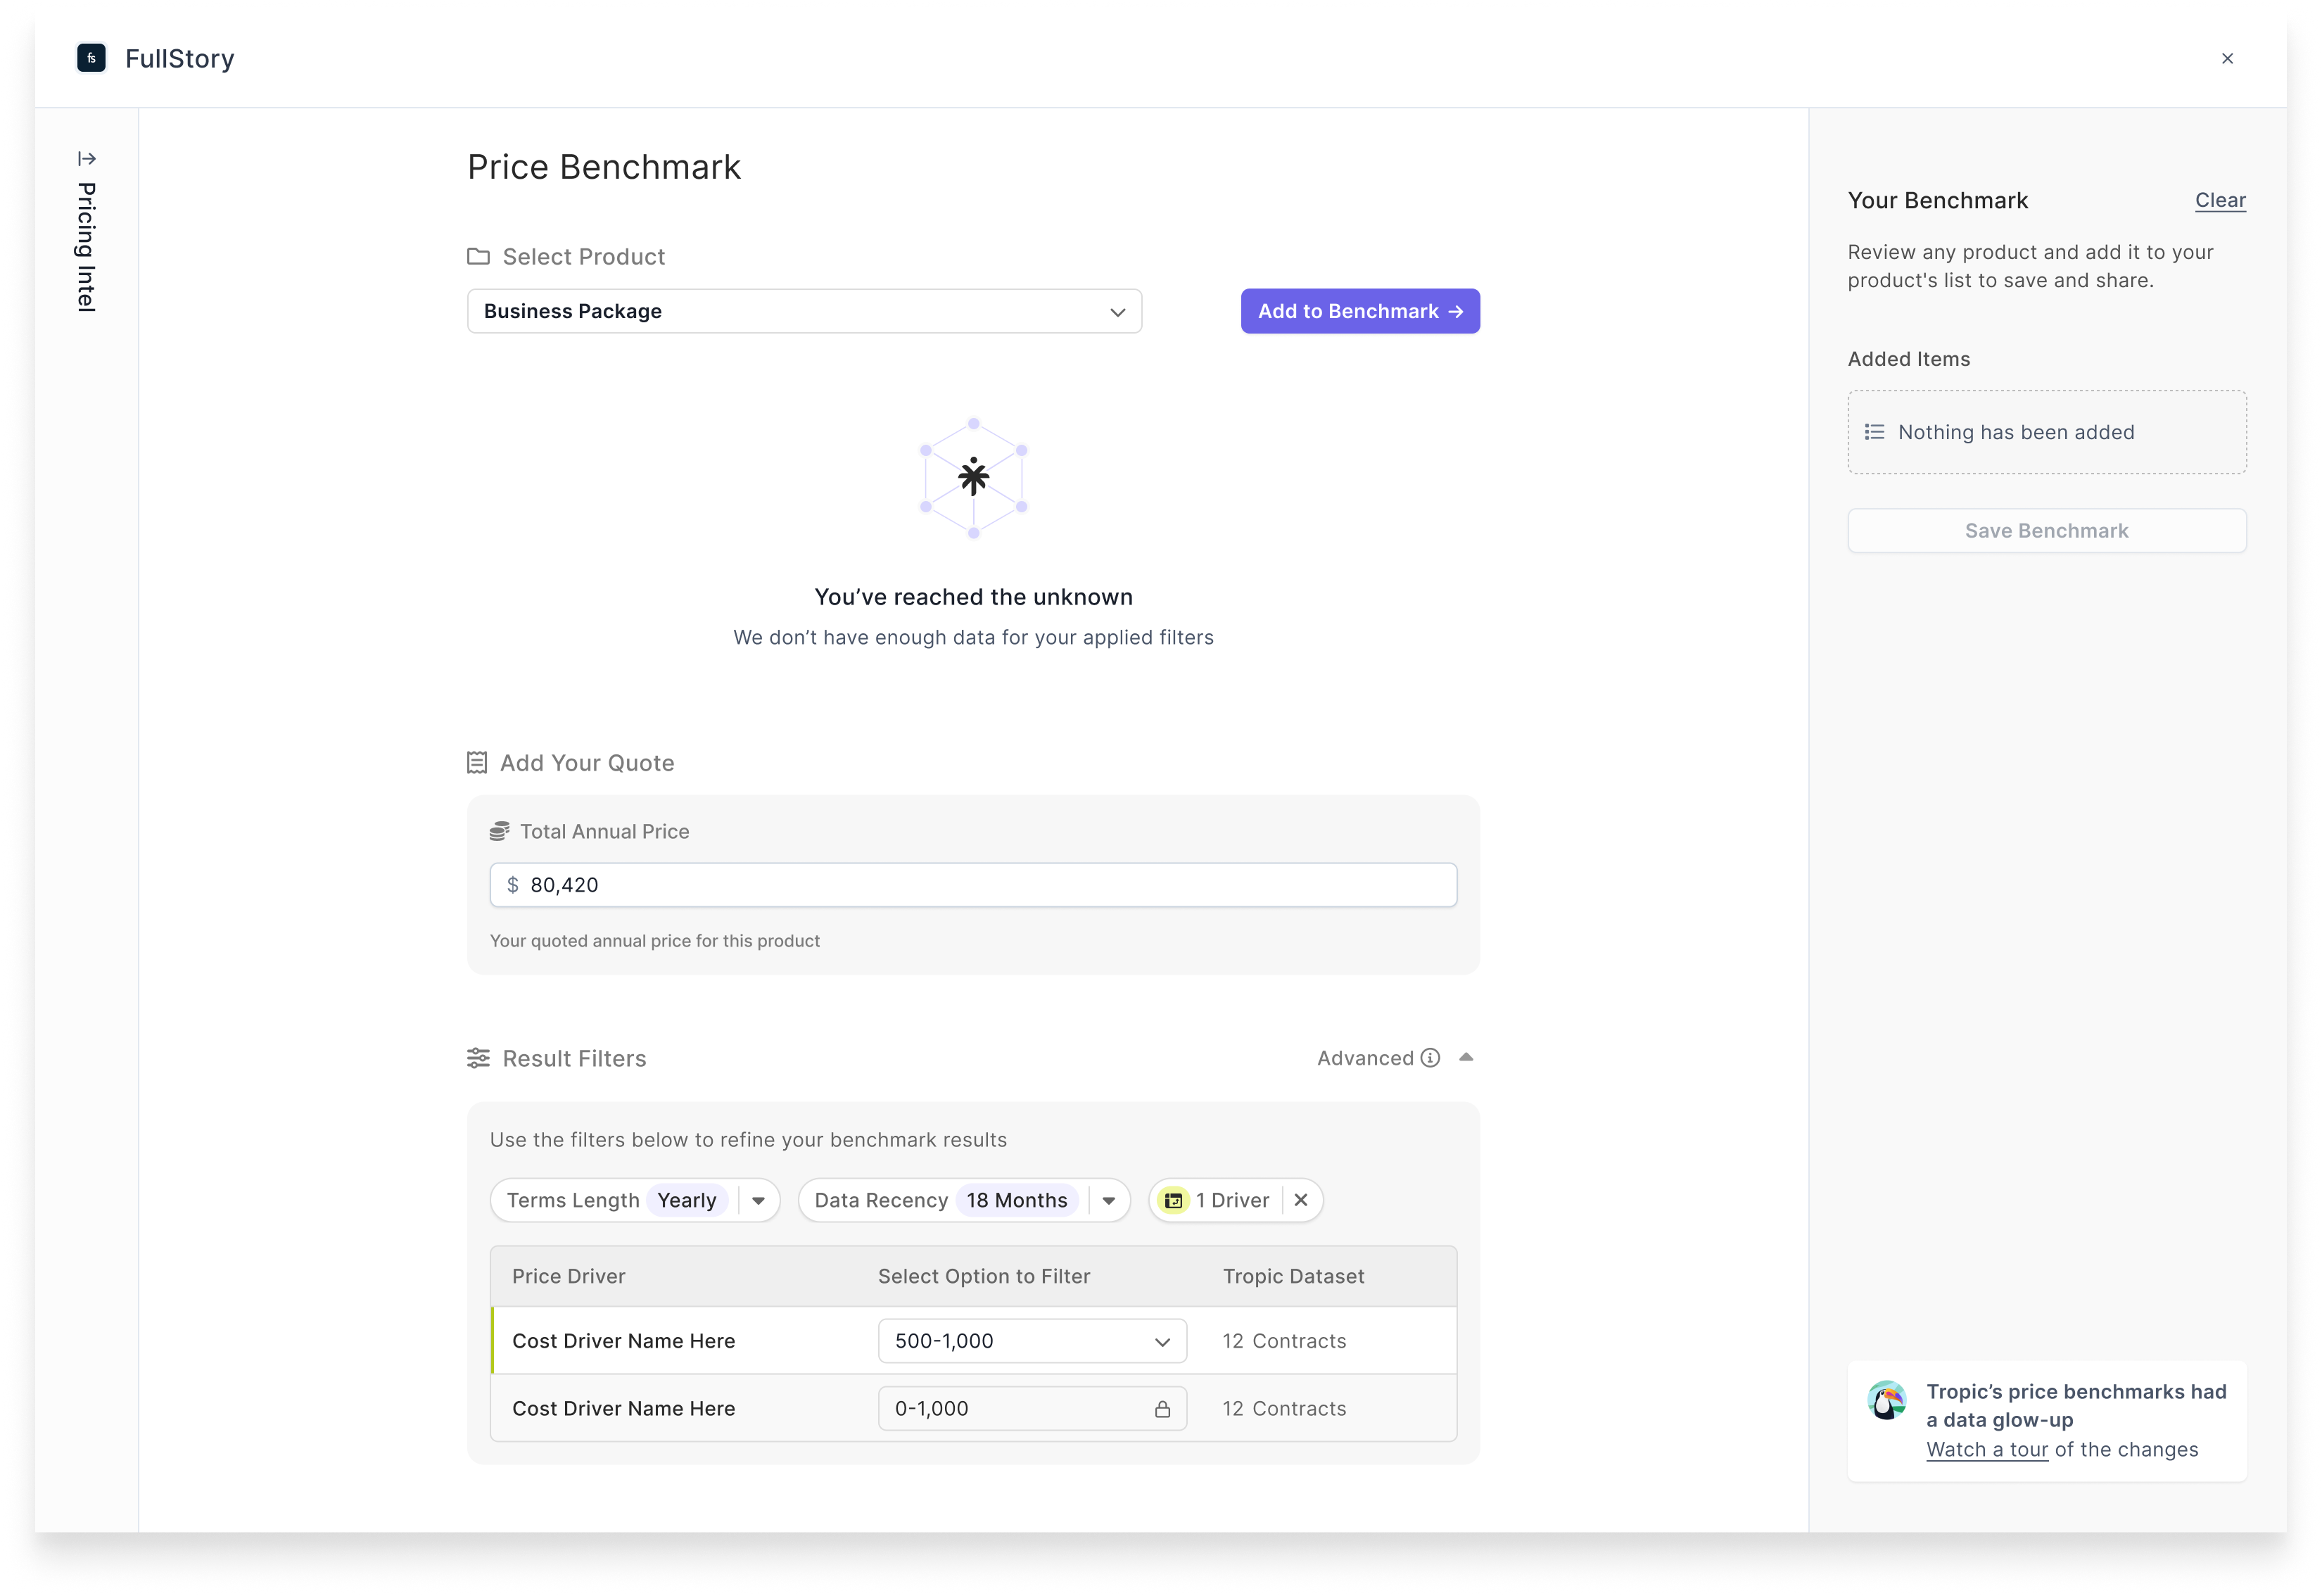 fs FullStory
Pricing Intel
Price Benchmark
Select Product
Business Package
Add to Benchmark
You’ve reached the unknown
We don’t have enough data for your applied filters
Add Your Quote
Total Annual Price
$ 80,420
Your quoted annual price for this product
Result Filters
Advanced
Use the filters below to refine your benchmark results
Terms Length Yearly
Data Recency 18 Months
1 Driver
Price Driver Select Option to Filter Tropic Dataset
Cost Driver Name Here 500-1,000 12 Contracts
Cost Driver Name Here 0-1,000 12 Contracts
Your Benchmark
Clear
Review any product and add it to your
product's list to save and share.
Added Items
Nothing has been added
Save Benchmark
Tropic’s price benchmarks had
a data glow-up
Watch a tour of the changes